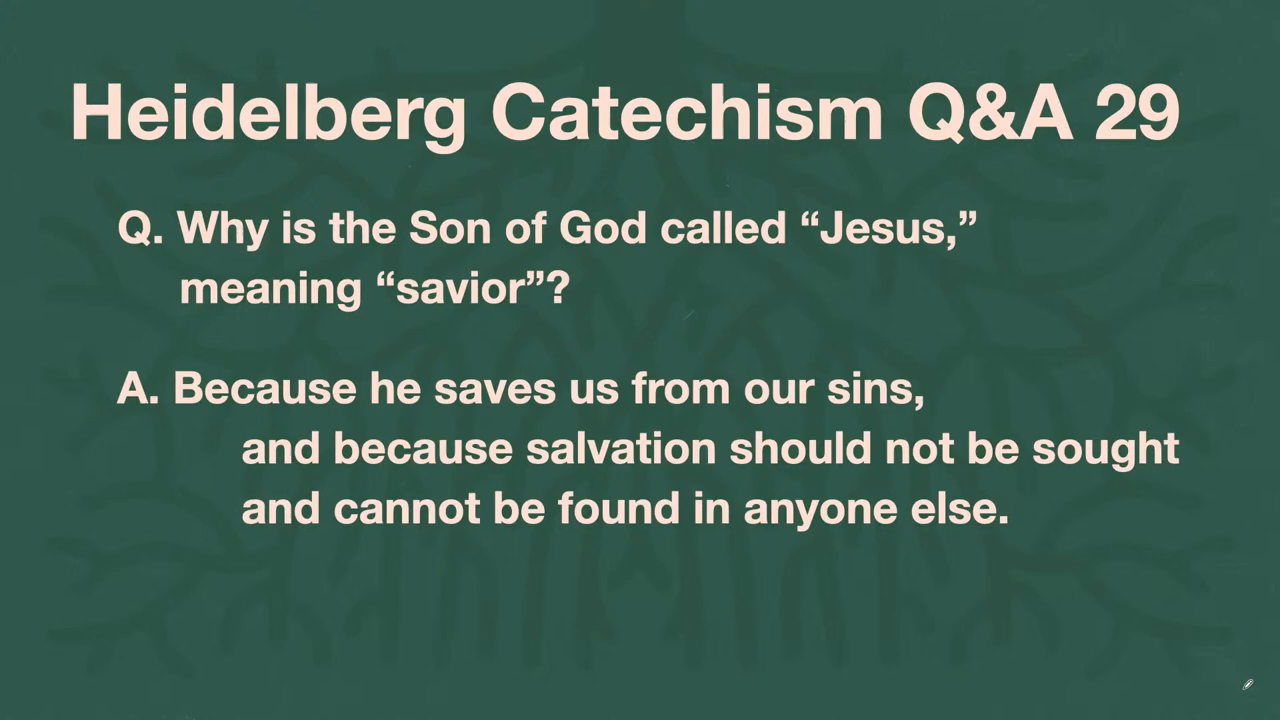 Heidelberg Catechism Q&A 29
Q. Why is the Son of God called “Jesus,”
meaning “savior”?
A. Because he saves us from our sins,
and because salvation should not be sought
and cannot be found in anyone else.